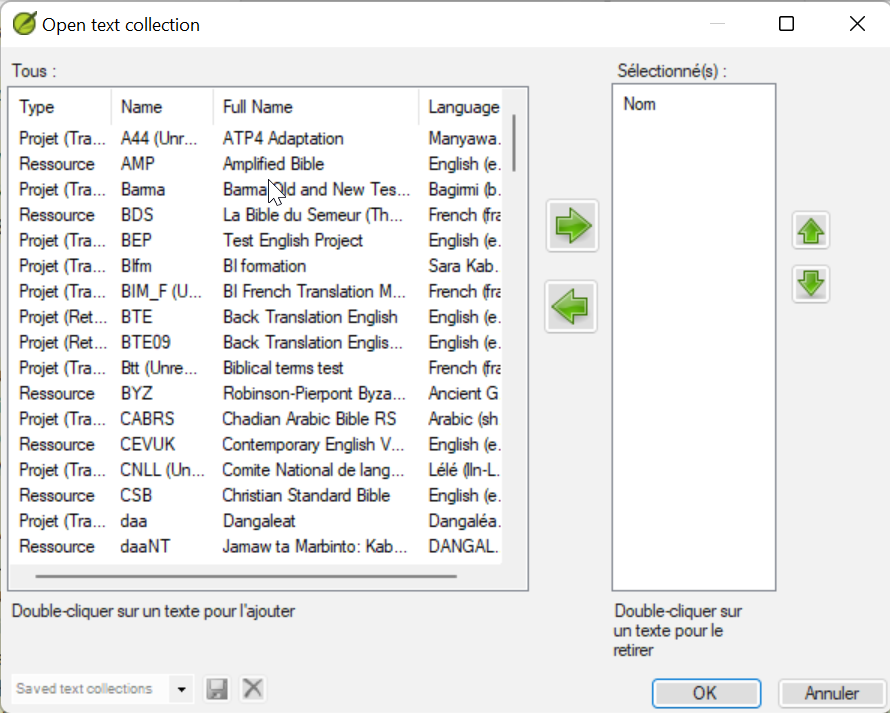 Open text collection
Tous :
Type Name Full Name Language
Projet (Tra... A44 (Unr... ATP4 Adaptation Manyawa.
Ressource AMP Amplified Bible English (e.
Projet (Tra... Barma Barma Old and New Tes... Bagirmi (b.
Ressource BDS La Bible du Semeur (Th... French (fra
Projet (Tra... BEP Test English Project English (e.
Projet (Tra... BIfm BI formation Sara Kab.
Projet (Tra... BIM_F (U... BI French Translation M... French (fra
Projet (Ret... BTE Back Translation English English (e.
Projet (Ret... BTE09 Back Translation Englis... English (e.
Projet (Tra... Btt (Unre... Biblical terms test French (fra
Ressource BYZ Robinson-Pierpont Byza... Ancient G
Projet (Tra... CABRS Chadian Arabic Bible RS Arabic (sh
Ressource CEVUK Contemporary English V... English (e.
Projet (Tra... CNLL (Un... Comite National de lang... Lélé (lln-L.
Ressource CSB Christian Standard Bible English (e.
Projet (Tra... daa Dangaleat Dangaléa.
Ressource daaNT Jamaw ta Marbinto: Kab... DANGAL.
Double-cliquer sur un texte pour l'ajouter
Saved text collections
Sélectionné(s) :
Nom
Double-cliquer sur
un texte pour le
retirer
OK Annuler